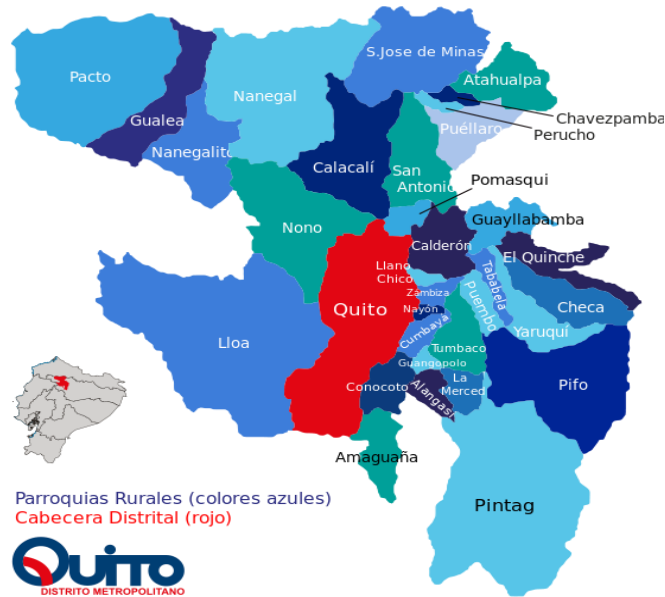 S.Jose de Minas
Pacto
Atahualpa
Nanegal
Gualea
Chavezpamba
Puéllaro
Perucho
Nanegalito
Calacalí
San
Antonio
Pomasqui
Guayllabamba
Nono
Calderón
El Quinche
Llano
Chico
Tababela
Zámbiza
Puembo
Checa
Quito
Nayón
Yaruquí
Cumbaya
Lloa
Tumbaco
Guangopolo
Conocoto
Alangasí
La
Merced
Pifo
Amaguaña
Pintag
Parroquias Rurales (colores azules)
Cabecera Distrital (rojo)
QUITO
DISTRITO METROPOLITANO